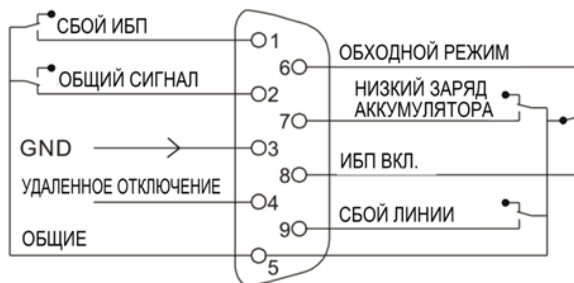 СБОЙ ИБП
1
ОБХОДНОЙ РЕЖИМ
6
ОБЩИЙ СИГНАЛ
2
НИЗКИЙ ЗАРЯД
АККУМУЛЯТОРА
7
GND
3
ИБП ВКЛ.
8
УДАЛЕННОЕ ОТКЛЮЧЕНИЕ
4
СБОЙ ЛИНИИ
9
ОБЩИЕ
5